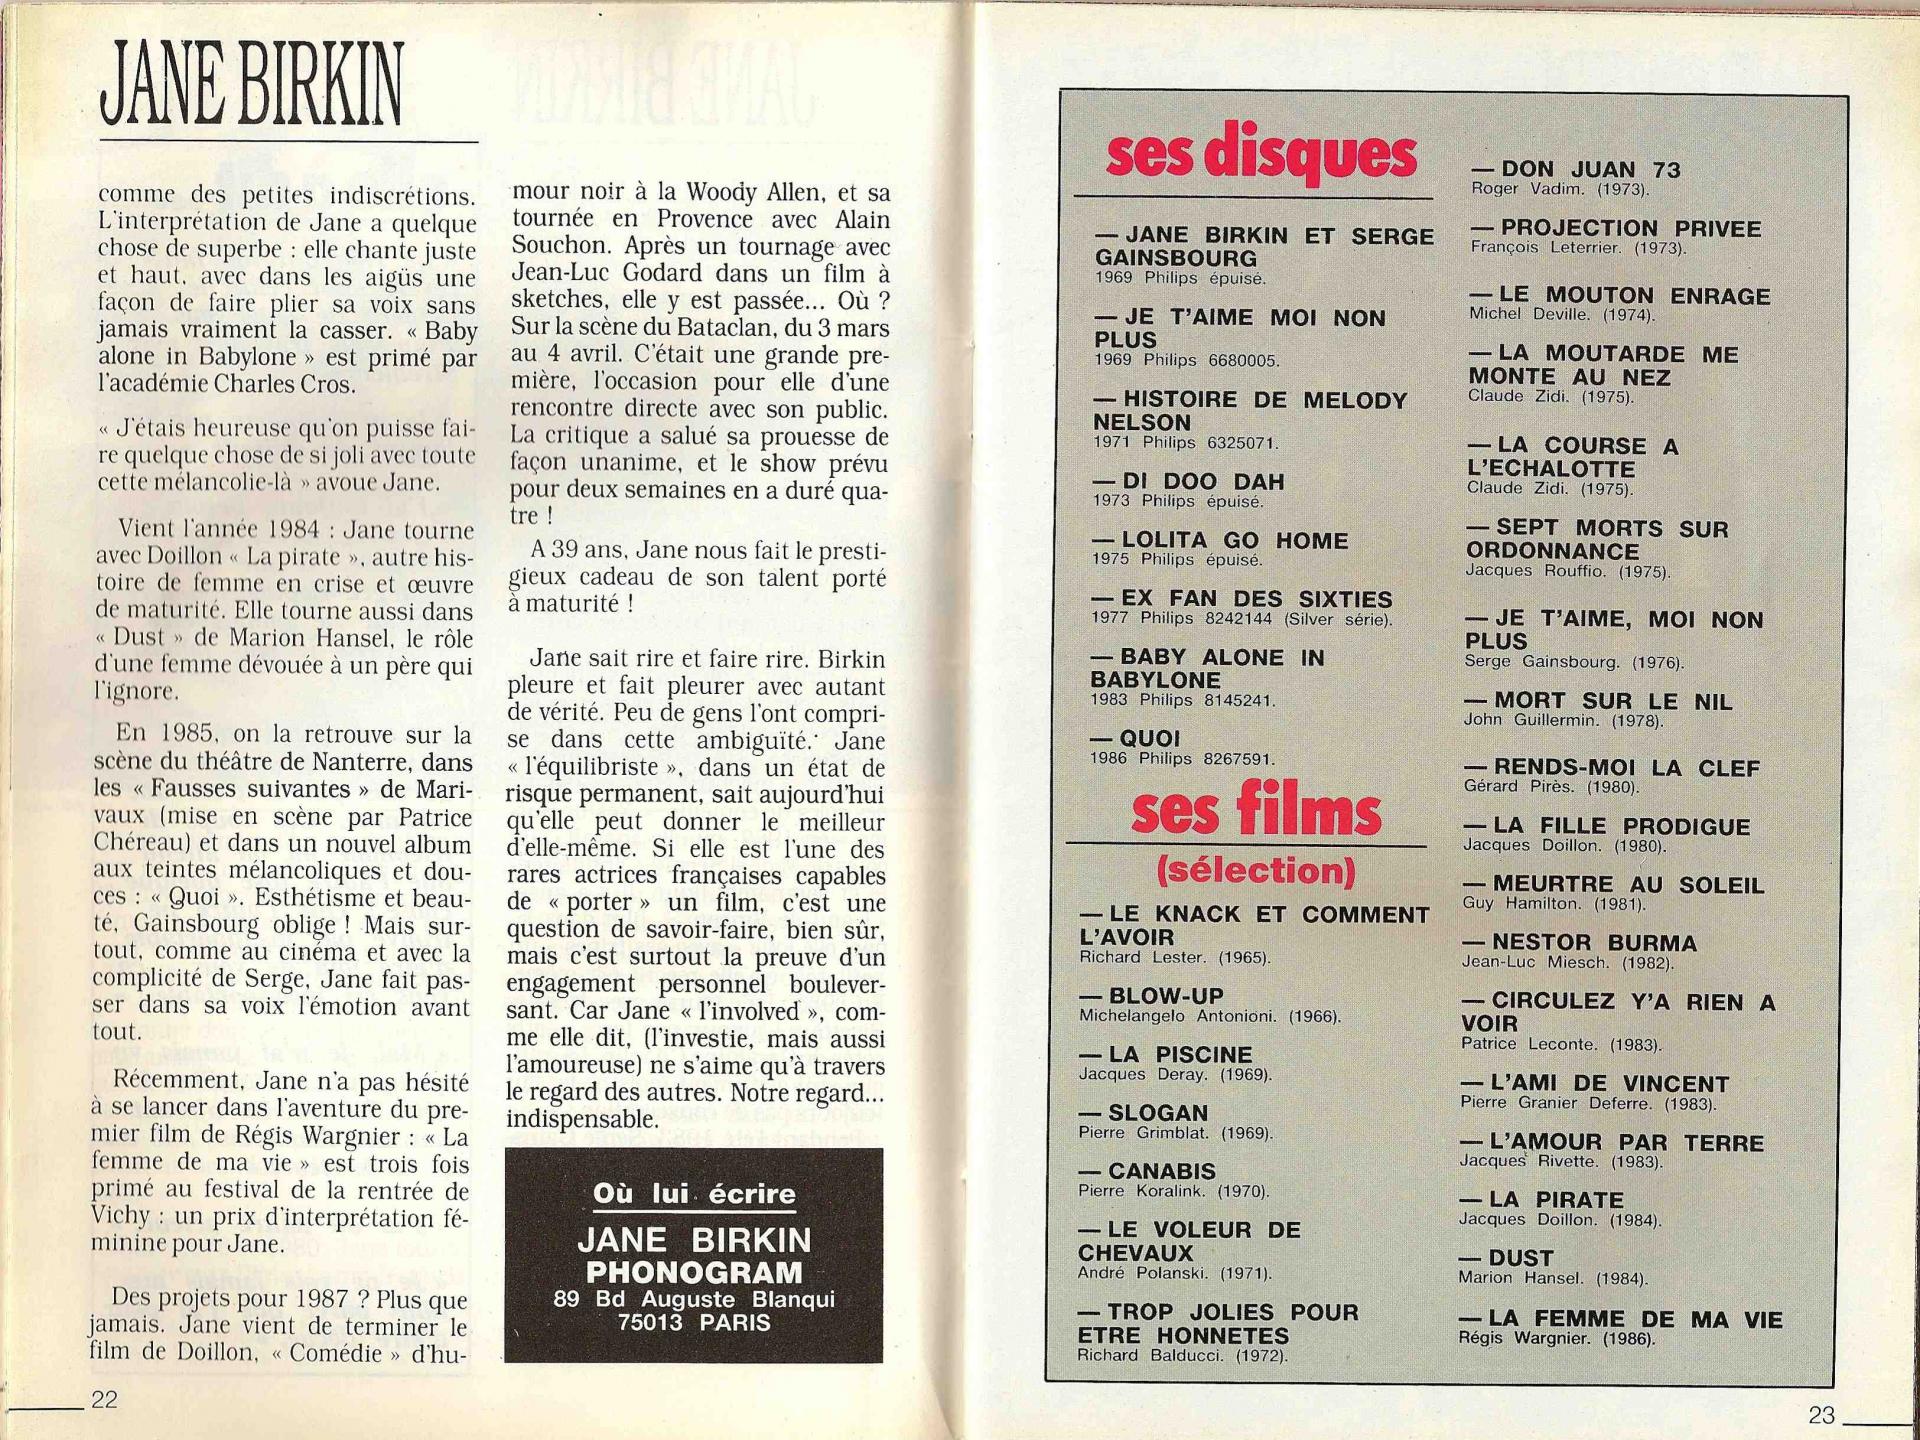 JANE BIRKIN
comme des petites indiscrétions.
L'interprétation de Jane a quelque
chose de superbe : elle chante juste
et haut, avec dans les aigüs une
façon de faire plier sa voix sans
jamais vraiment la casser. « Baby
alone in Babylone » est primé par
l'académie Charles Cros.
« J'étais heureuse qu'on puisse fai-
re quelque chose de si joli avec toute
cette mélancolie-là » avoue Jane.
Vient l'année 1984 : Jane tourne
avec Doillon « La pirate », autre his-
toire de femme en crise et œuvre
de maturité. Elle tourne aussi dans
« Dust » de Marion Hansel, le rôle
d'une femme dévouée à un père qui
l'ignore.
En 1985, on la retrouve sur la
scène du théâtre de Nanterre, dans
les « Fausses suivantes » de Mari-
vaux (mise en scène par Patrice
Chéreau) et dans un nouvel album
aux teintes mélancoliques et dou-
ces : « Quoi ». Esthétisme et beau-
té, Gainsbourg oblige ! Mais sur-
tout, comme au cinéma et avec la
complicité de Serge, Jane fait pas-
ser dans sa voix l'émotion avant
tout.
Récemment, Jane n'a pas hésité
à se lancer dans l'aventure du pre-
mier film de Régis Wargnier : « La
femme de ma vie » est trois fois
primé au festival de la rentrée de
Vichy : un prix d'interprétation fé-
minine pour Jane.
Des projets pour 1987 ? Plus que
jamais. Jane vient de terminer le
film de Doillon, « Comédie » d'hu-
22
mour noir à la Woody Allen, et sa
tournée en Provence avec Alain
Souchon. Après un tournage avec
Jean-Luc Godard dans un film à
sketches, elle y est passée... Où ?
Sur la scène du Bataclan, du 3 mars
au 4 avril. C'était une grande pre-
mière, l'occasion pour elle d'une
rencontre directe avec son public.
La critique a salué sa prouesse de
façon unanime, et le show prévu
pour deux semaines en a duré qua-
tre !
A 39 ans, Jane nous fait le presti-
gieux cadeau de son talent porté
à maturité !
Jane sait rire et faire rire. Birkin
pleure et fait pleurer avec autant
de vérité. Peu de gens l'ont compri-
se dans cette ambiguïté. Jane
« l'équilibriste », dans un état de
risque permanent, sait aujourd'hui
qu'elle peut donner le meilleur
d'elle-même. Si elle est l'une des
rares actrices françaises capables
de « porter » un film, c'est une
question de savoir-faire, bien sûr,
mais c'est surtout la preuve d'un
engagement personnel boulever-
sant. Car Jane « l'involved », com-
me elle dit, (l'investie, mais aussi
l'amoureuse) ne s'aime qu'à travers
le regard des autres. Notre regard...
indispensable.
Où lui écrire
JANE BIRKIN
PHONOGRAM
89 Bd Auguste Blanqui
75013 PARIS
ses disques
— JANE BIRKIN ET SERGE
GAINSBOURG
1969 Philips épuisé.
— JE T'AIME MOI NON
PLUS
1969 Philips 6680005.
— HISTOIRE DE MELODY
NELSON
1971 Philips 6325071.
— DI DOO DAH
1973 Philips épuisé.
— LOLITA GO HOME
1975 Philips épuisé.
— EX FAN DES SIXTIES
1977 Philips 8242144 (Silver série).
— BABY ALONE IN
BABYLONE
1983 Philips 8145241.
— QUOI
1986 Philips 8267591.
ses films
(sélection)
— LE KNACK ET COMMENT
L'AVOIR
Richard Lester. (1965).
— BLOW-UP
Michelangelo Antonioni. (1966).
— LA PISCINE
Jacques Deray. (1969).
— SLOGAN
Pierre Grimblat. (1969).
— CANABIS
Pierre Koralink. (1970).
— LE VOLEUR DE
CHEVAUX
André Polanski. (1971).
— TROP JOLIES POUR
ETRE HONNETES
Richard Balducci. (1972).
— DON JUAN 73
Roger Vadim. (1973).
— PROJECTION PRIVEE
François Leterrier. (1973).
— LE MOUTON ENRAGE
Michel Deville. (1974).
— LA MOUTARDE ME
MONTE AU NEZ
Claude Zidi. (1975).
— LA COURSE A
L'ECHALOTTE
Claude Zidi. (1975).
— SEPT MORTS SUR
ORDONNANCE
Jacques Rouffio. (1975).
— JE T'AIME, MOI NON
PLUS
Serge Gainsbourg. (1976).
— MORT SUR LE NIL
John Guillermin. (1978).
— RENDS-MOI LA CLEF
Gérard Pirès. (1980).
— LA FILLE PRODIGUE
Jacques Doillon. (1980).
— MEURTRE AU SOLEIL
Guy Hamilton. (1981).
— NESTOR BURMA
Jean-Luc Miesch. (1982).
— CIRCULEZ Y'A RIEN A
VOIR
Patrice Leconte. (1983).
— L'AMI DE VINCENT
Pierre Granier Deferre. (1983).
— L'AMOUR PAR TERRE
Jacques Rivette. (1983).
— LA PIRATE
Jacques Doillon. (1984).
— DUST
Marion Hansel. (1984).
— LA FEMME DE MA VIE
Régis Wargnier. (1986).
23